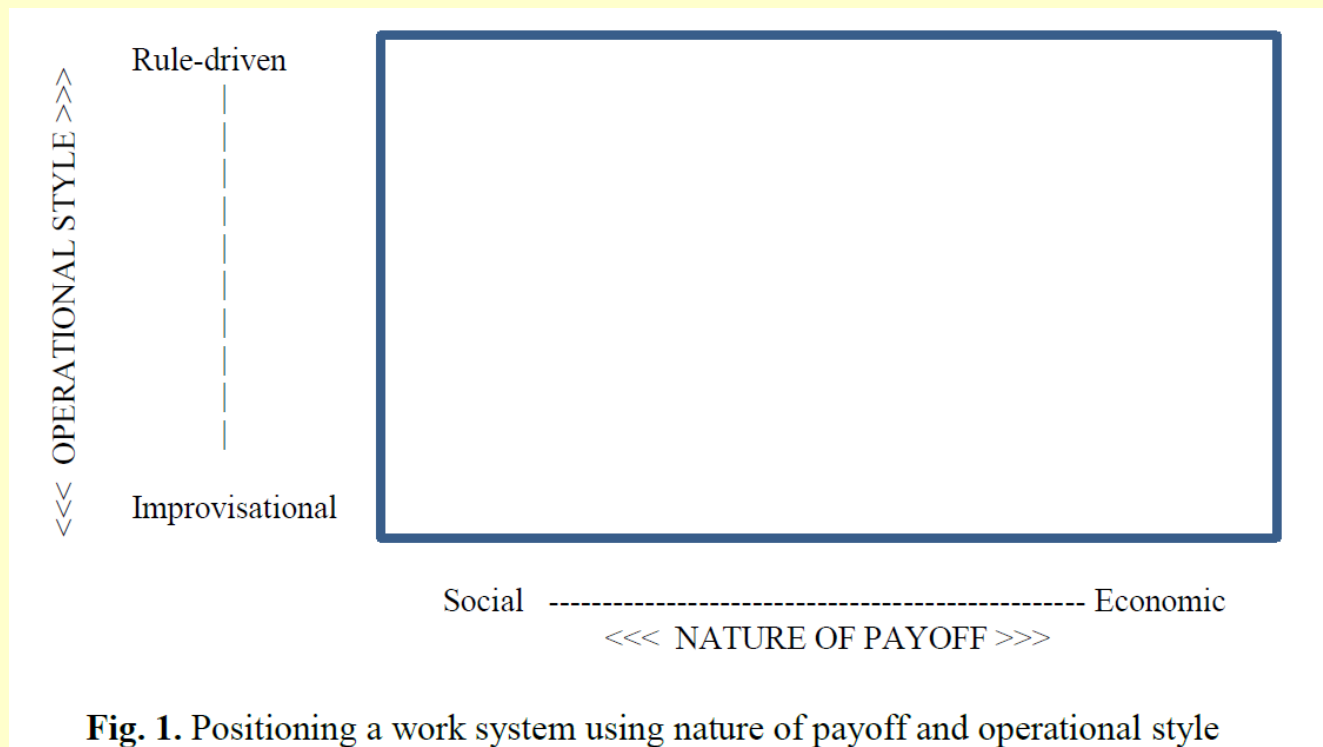 Rule-driven
<<< OPERATIONAL STYLE >>>
Improvisational
Social --------------------------------------------------- Economic
<<< NATURE OF PAYOFF >>>
Fig. 1. Positioning a work system using nature of payoff and operational style